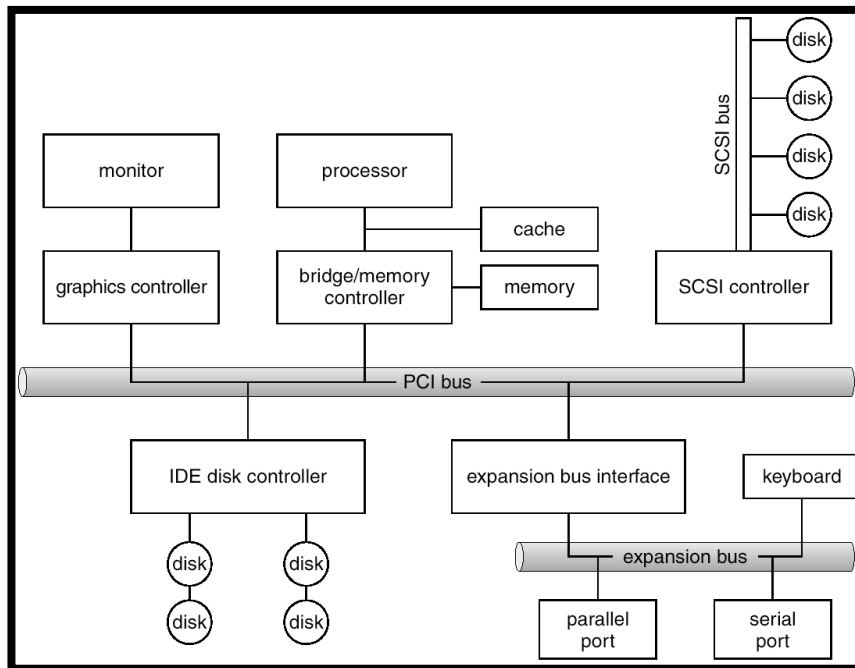 disk
disk
disk
disk
SCSI bus
monitor
processor
cache
graphics controller
bridge/memory
controller
memory
SCSI controller
PCI bus
IDE disk controller
expansion bus interface
keyboard
disk
disk
expansion bus
disk
disk
parallel
port
serial
port